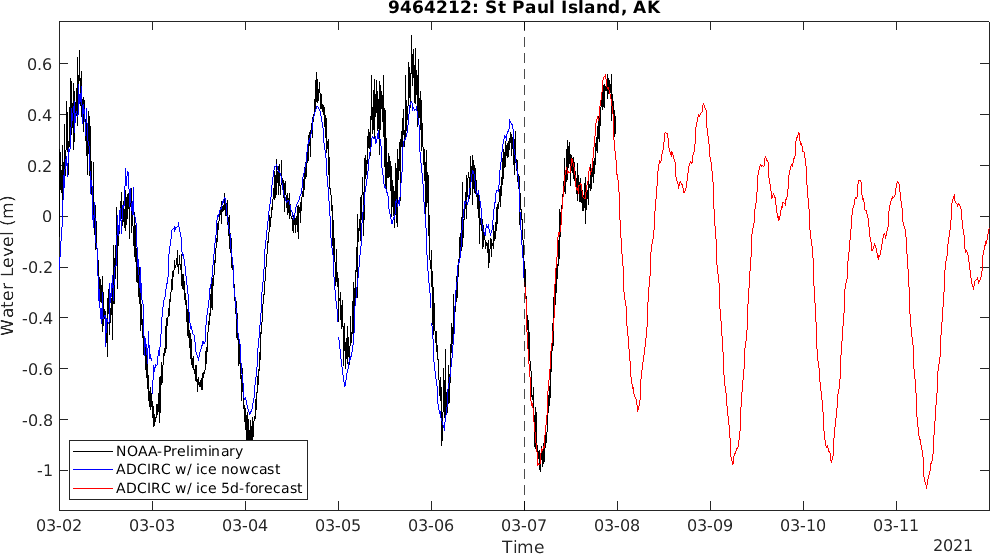 9464212: St Paul Island, AK
Water Level (m)
0.6
0.4
0.2
0
-0.2
-0.4
-0.6
-0.8
-1
NOAA-Preliminary
ADCIRC w/ ice nowcast
ADCIRC w/ ice 5d-forecast
03-02 03-03 03-04 03-05 03-06 03-07 03-08 03-09 03-10 03-11
Time
2021